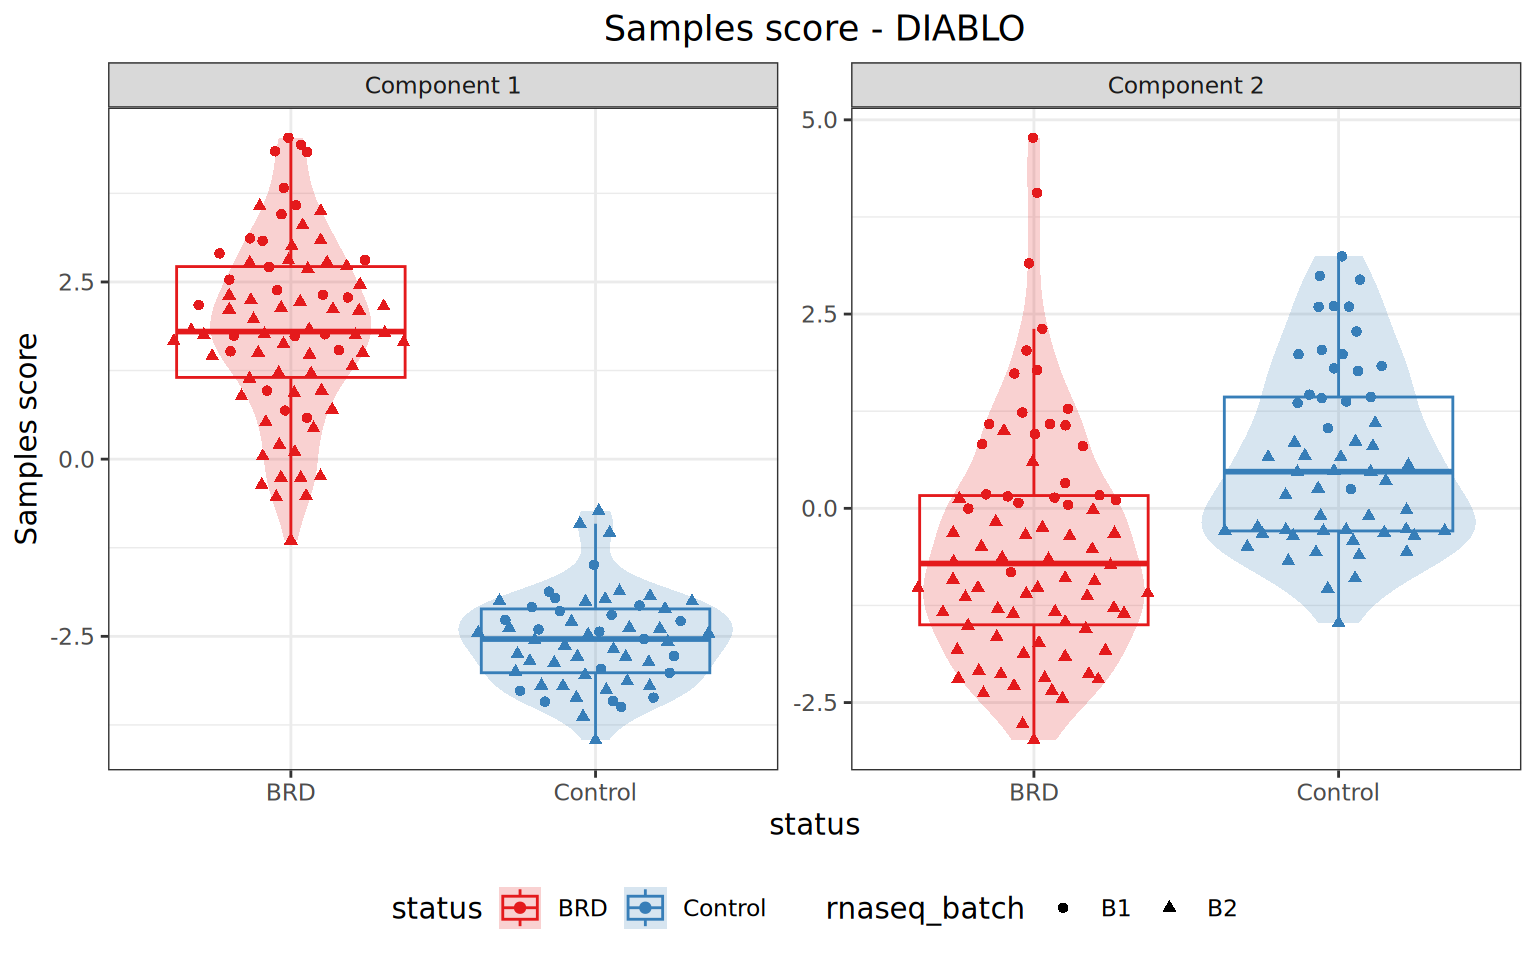 Samples score - DIABLO
Component 1
Component 2
Samples score
2.5
0.0
-2.5
5.0
2.5
0.0
-2.5
BRD
Control
BRD
Control
status
status BRD Control rnaseq_batch B1 B2